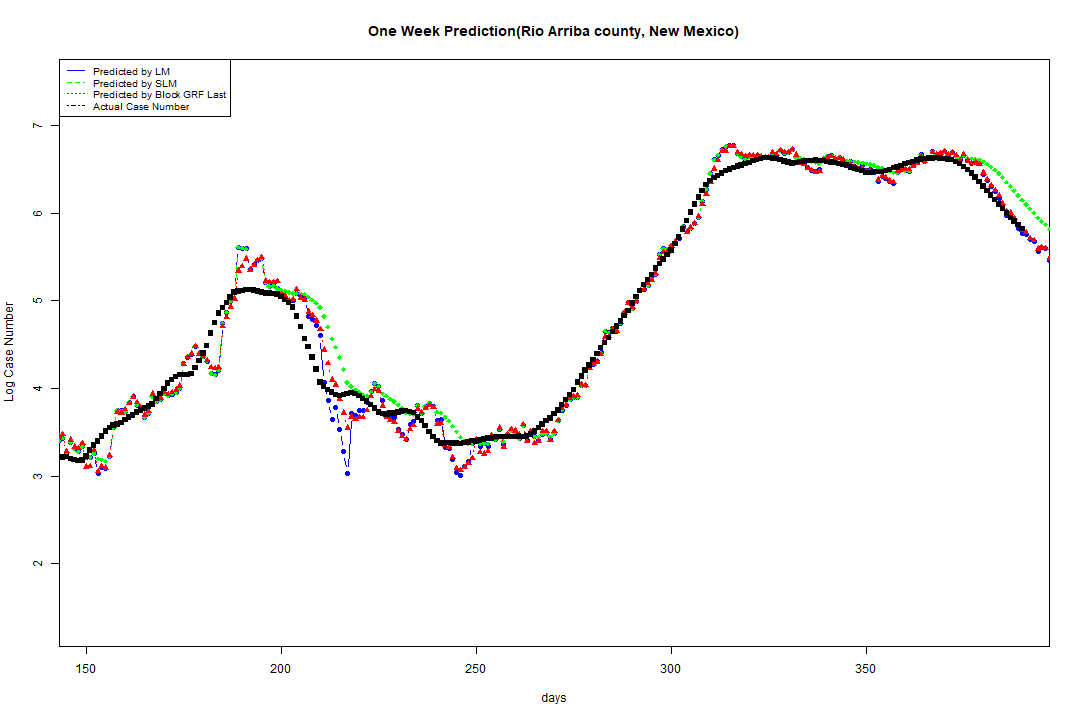 One Week Prediction(Rio Arriba county, New Mexico)
Predicted by LM
Predicted by SLM
Predicted by Block GRF Last
Actual Case Number
7
6
5
4
3
2
Log Case Number
150 200 250 300 350
days